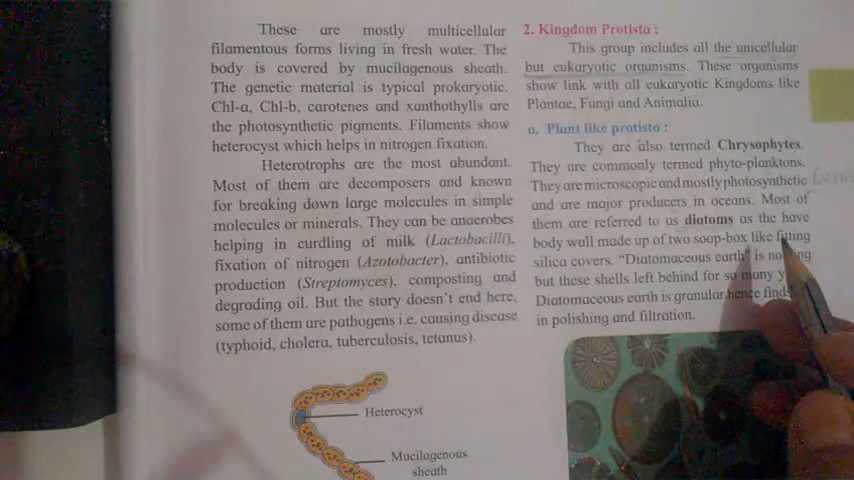 These are mostly multicellular
filamentous forms living in fresh water. The
body is covered by mucilagenous sheath.
The genetic material is typical prokaryotic.
Chl-a, Chl-b, carotenes and xanthothylls are
the photosynthetic pigments. Filaments show
heterocyst which helps in nitrogen fixation.
Heterotrophs are the most abundant.
Most of them are decomposers and known
for breaking down large molecules in simple
molecules or minerals. They can be anaerobes
helping in curdling of milk (Lactobacilli),
fixation of nitrogen (Azotobacter), antibiotic
production (Streptomyces), composting and
degrading oil. But the story doesn't end here,
some of them are pathogens i.e. causing disease
(typhoid, cholera, tuberculosis, tetanus).
Heterocyst
Mucilagenous
sheath
2. Kingdom Protista :
This group includes all the unicellular
but eukaryotic organisms. These organisms
show link with all eukaryotic Kingdoms like
Plantae, Fungi and Animalia.
a. Plant like protista :
They are also termed Chrysophytes.
They are commonly termed phyto-planktons.
They are microscopic and mostly photosynthetic
and are major producers in oceans. Most of
them are referred to as diatoms as the have
body wall made up of two soap-box like fitting
silica covers. "Diatomaceous earth" is
but these shells left behind for so many
Diatomaceous earth is granular hence
in polishing and filtration.